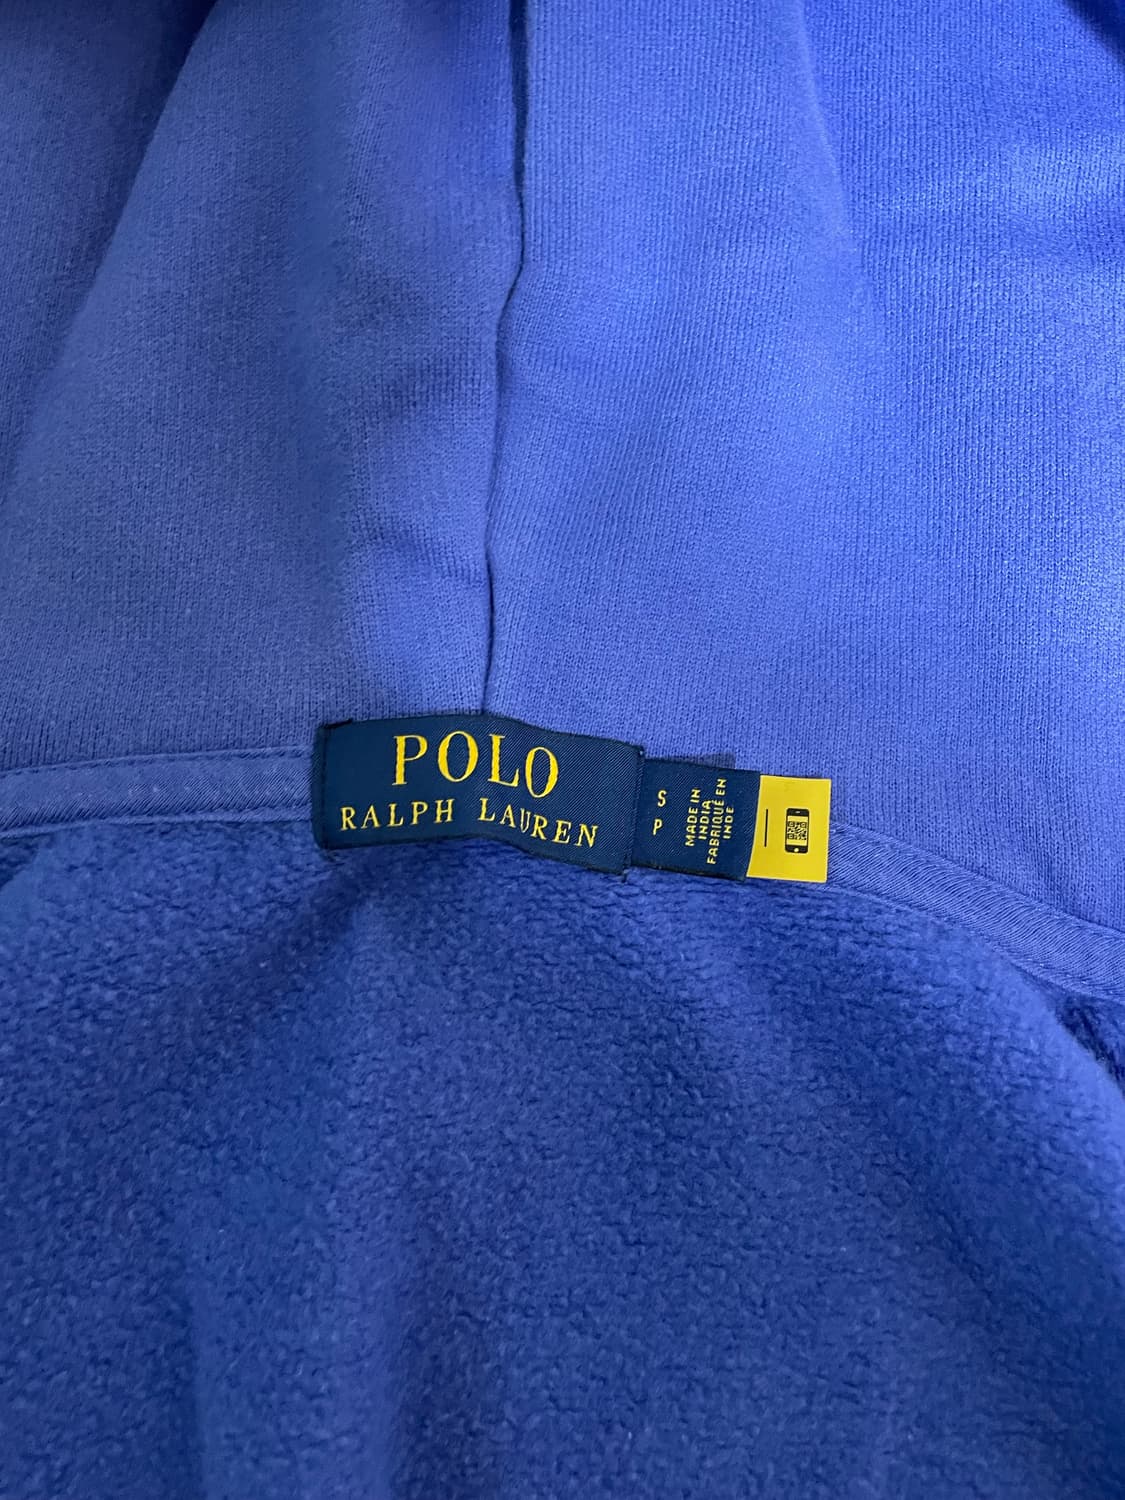 POLO
RALPH LAUREN
S
P
MADE IN
INDIA
FABRIQUÉ EN
INDE